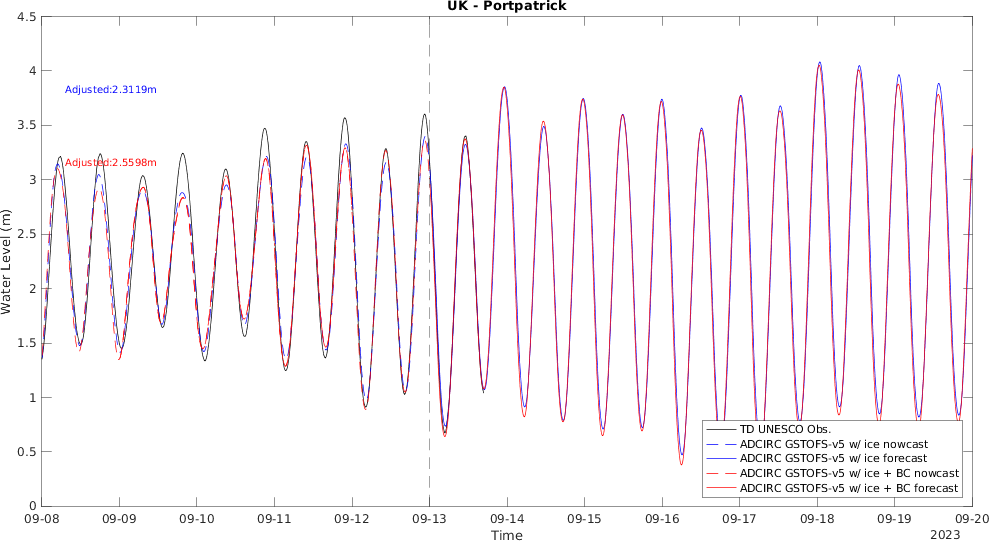 UK - Portpatrick
4.5
4
3.5
3
2.5
2
1.5
1
0.5
0
Water Level (m)
Adjusted:2.3119m
Adjusted:2.5598m
TD UNESCO Obs.
ADCIRC GSTOFS-v5 w/ ice nowcast
ADCIRC GSTOFS-v5 w/ ice forecast
ADCIRC GSTOFS-v5 w/ ice + BC nowcast
ADCIRC GSTOFS-v5 w/ ice + BC forecast
09-08 09-09 09-10 09-11 09-12 09-13 09-14 09-15 09-16 09-17 09-18 09-19 09-20
Time
2023